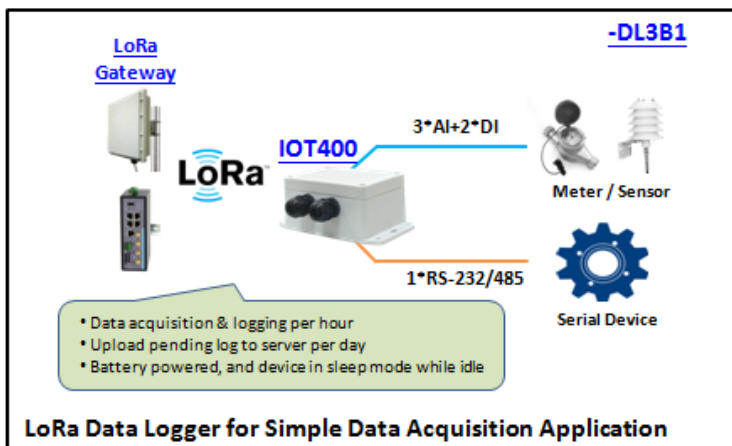 -DL3B1
LoRa
Gateway
LoRa™
IOT400
3*AI+2*DI
Meter / Sensor
1*RS-232/485
Serial Device
• Data acquisition & logging per hour
• Upload pending log to server per day
• Battery powered, and device in sleep mode while idle
LoRa Data Logger for Simple Data Acquisition Application